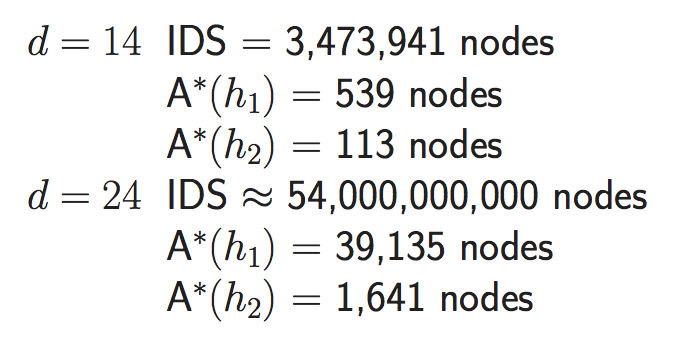 d = 14 IDS = 3,473,941 nodes
A*(h₁) = 539 nodes
A*(h₂) = 113 nodes
d = 24 IDS ≈ 54,000,000,000 nodes
A*(h₁) = 39,135 nodes
A*(h₂) = 1,641 nodes